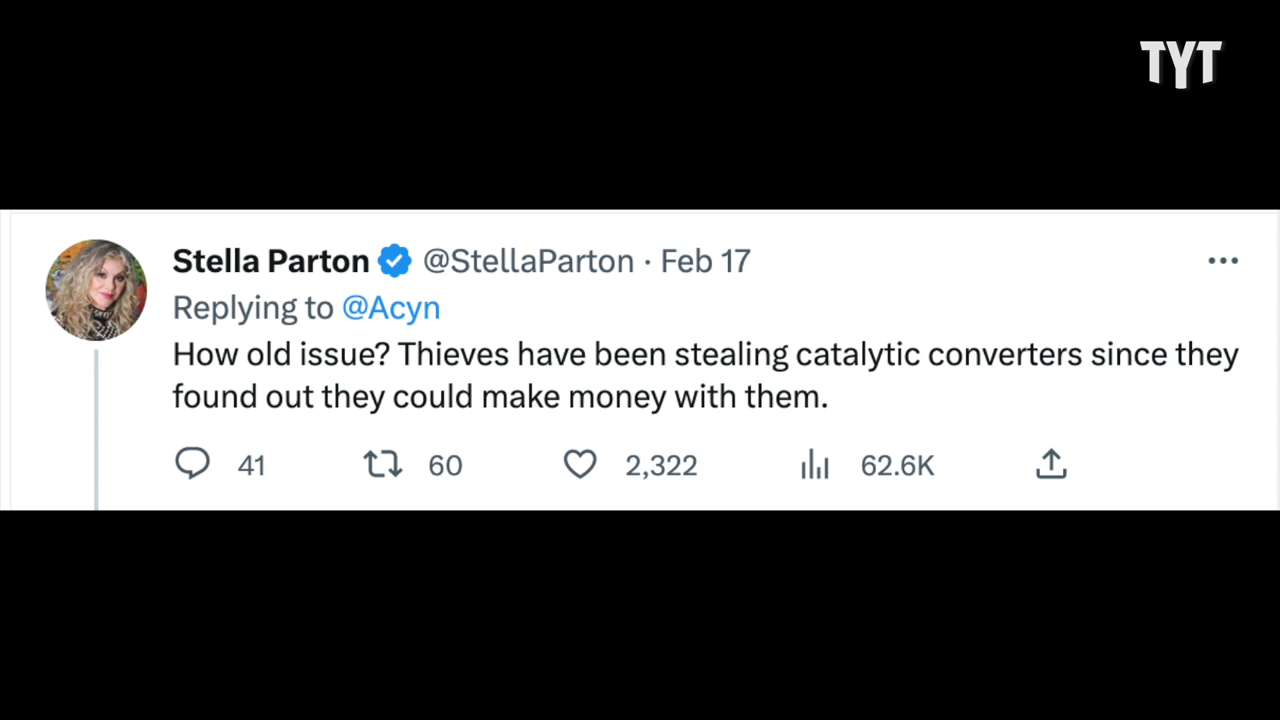 TYT
Stella Parton @StellaParton · Feb 17
Replying to @Acyn
How old issue? Thieves have been stealing catalytic converters since they
found out they could make money with them.
41 60 2,322 62.6K